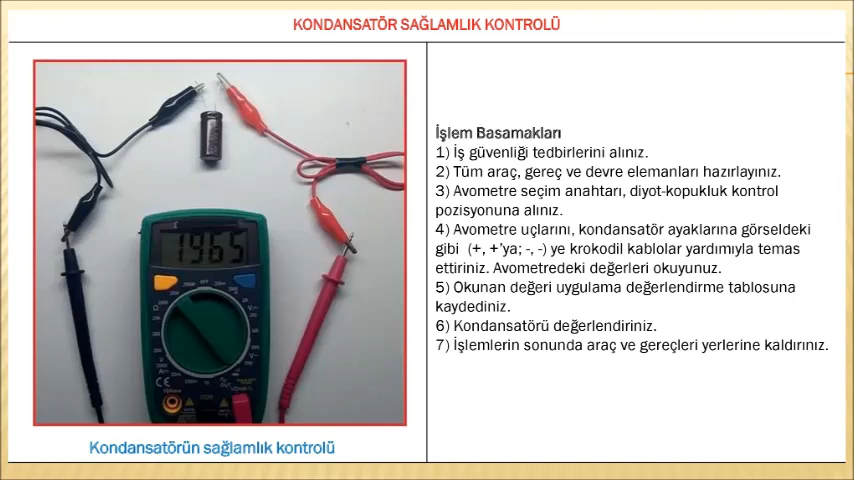 KONDANSATÖR SAĞLAMLIK KONTROLÜ
1965
CE
Kondansatörün sağlamlık kontrolü
İşlem Basamakları
1) İş güvenliği tedbirlerini alınız.
2) Tüm araç, gereç ve devre elemanları hazırlayınız.
3) Avometre seçim anahtarı, diyot-kopukluk kontrol
pozisyonuna alınız.
4) Avometre uçlarını, kondansatör ayaklarına görseldeki
gibi (+, +’ya; -, -) ye krokodil kablolar yardımıyla temas
ettiriniz. Avometredeki değerleri okuyunuz.
5) Okunan değeri uygulama değerlendirme tablosuna
kaydediniz.
6) Kondansatörü değerlendiriniz.
7) İşlemlerin sonunda araç ve gereçleri yerlerine kaldırınız.